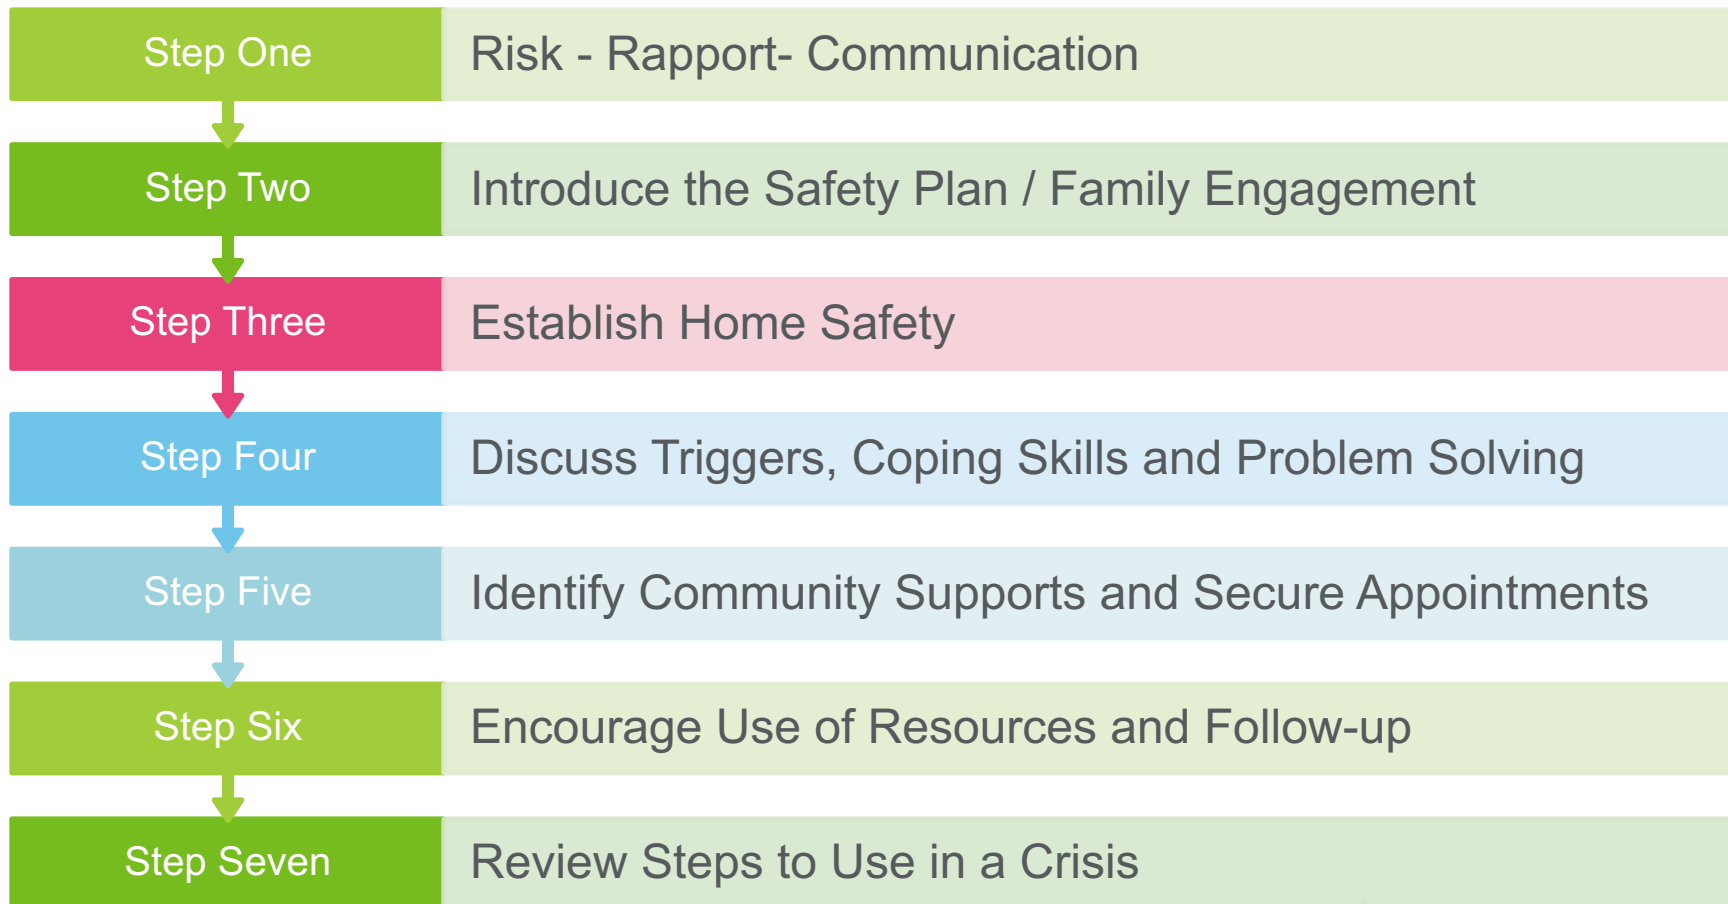 Step One
Risk - Rapport- Communication
Step Two
Introduce the Safety Plan / Family Engagement
Step Three
Establish Home Safety
Step Four
Discuss Triggers, Coping Skills and Problem Solving
Step Five
Identify Community Supports and Secure Appointments
Step Six
Encourage Use of Resources and Follow-up
Step Seven
Review Steps to Use in a Crisis